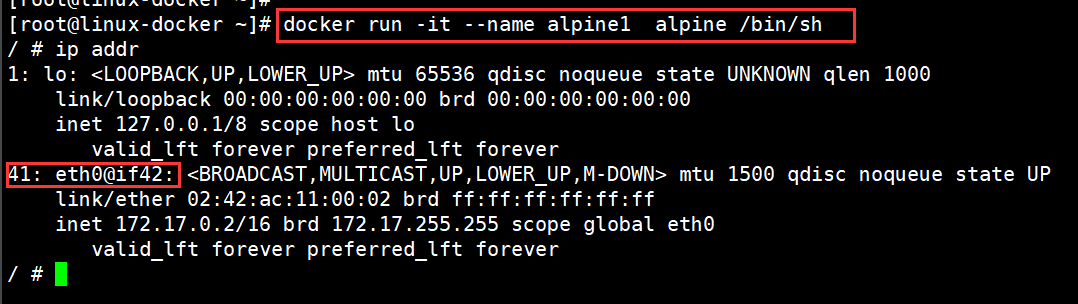 [root@linux-docker ~]#
[root@linux-docker ~]# docker run -it --name alpine1  alpine /bin/sh
/ # ip addr
1: lo: <LOOPBACK,UP,LOWER_UP> mtu 65536 qdisc noqueue state UNKNOWN qlen 1000
    link/loopback 00:00:00:00:00:00 brd 00:00:00:00:00:00
    inet 127.0.0.1/8 scope host lo
       valid_lft forever preferred_lft forever
41: eth0@if42: <BROADCAST,MULTICAST,UP,LOWER_UP,M-DOWN> mtu 1500 qdisc noqueue state UP
    link/ether 02:42:ac:11:00:02 brd ff:ff:ff:ff:ff:ff
    inet 172.17.0.2/16 brd 172.17.255.255 scope global eth0
       valid_lft forever preferred_lft forever
/ #